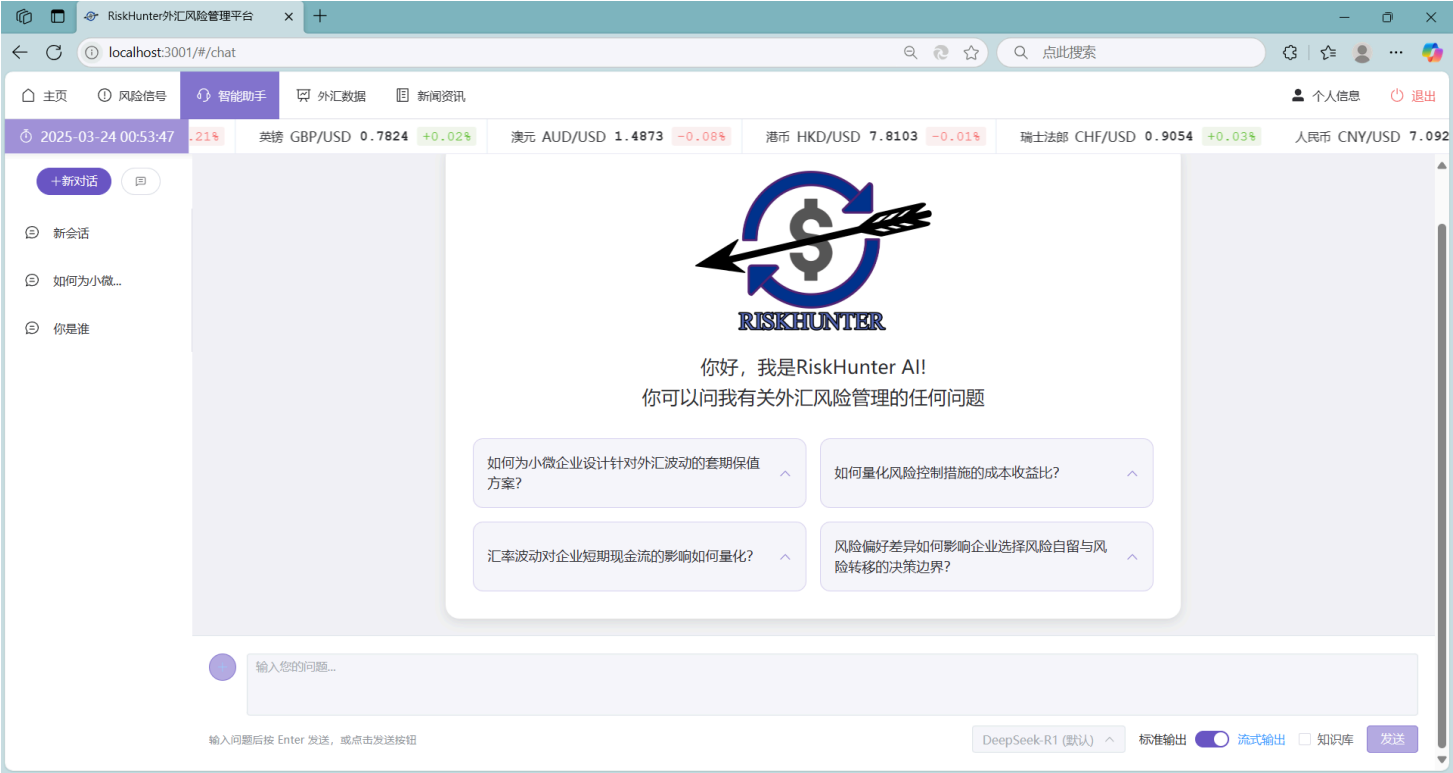 RiskHunter外汇风险管理平台
localhost:3001/#/chat
点此搜索
主页 风险信号 智能助手 外汇数据 新闻资讯 个人信息 退出
2025-03-24 00:53:47 .21% 英镑 GBP/USD 0.7824 +0.02% 澳元 AUD/USD 1.4873 -0.08% 港币 HKD/USD 7.8103 -0.01% 瑞士法郎 CHF/USD 0.9054 +0.03% 人民币 CNY/USD 7.092
+新对话
新会话
如何为小微...
你是谁
$
RISKHUNTER
你好，我是RiskHunter AI!
你可以问我有关外汇风险管理的任何问题
如何为小微企业设计针对外汇波动的套期保值
方案?
如何量化风险控制措施的成本收益比?
汇率波动对企业短期现金流的影响如何量化?
风险偏好差异如何影响企业选择风险自留与风
险转移的决策边界?
输入您的问题...
输入问题后按 Enter 发送，或点击发送按钮
DeepSeek-R1 (默认) 标准输出 流式输出 知识库 发送